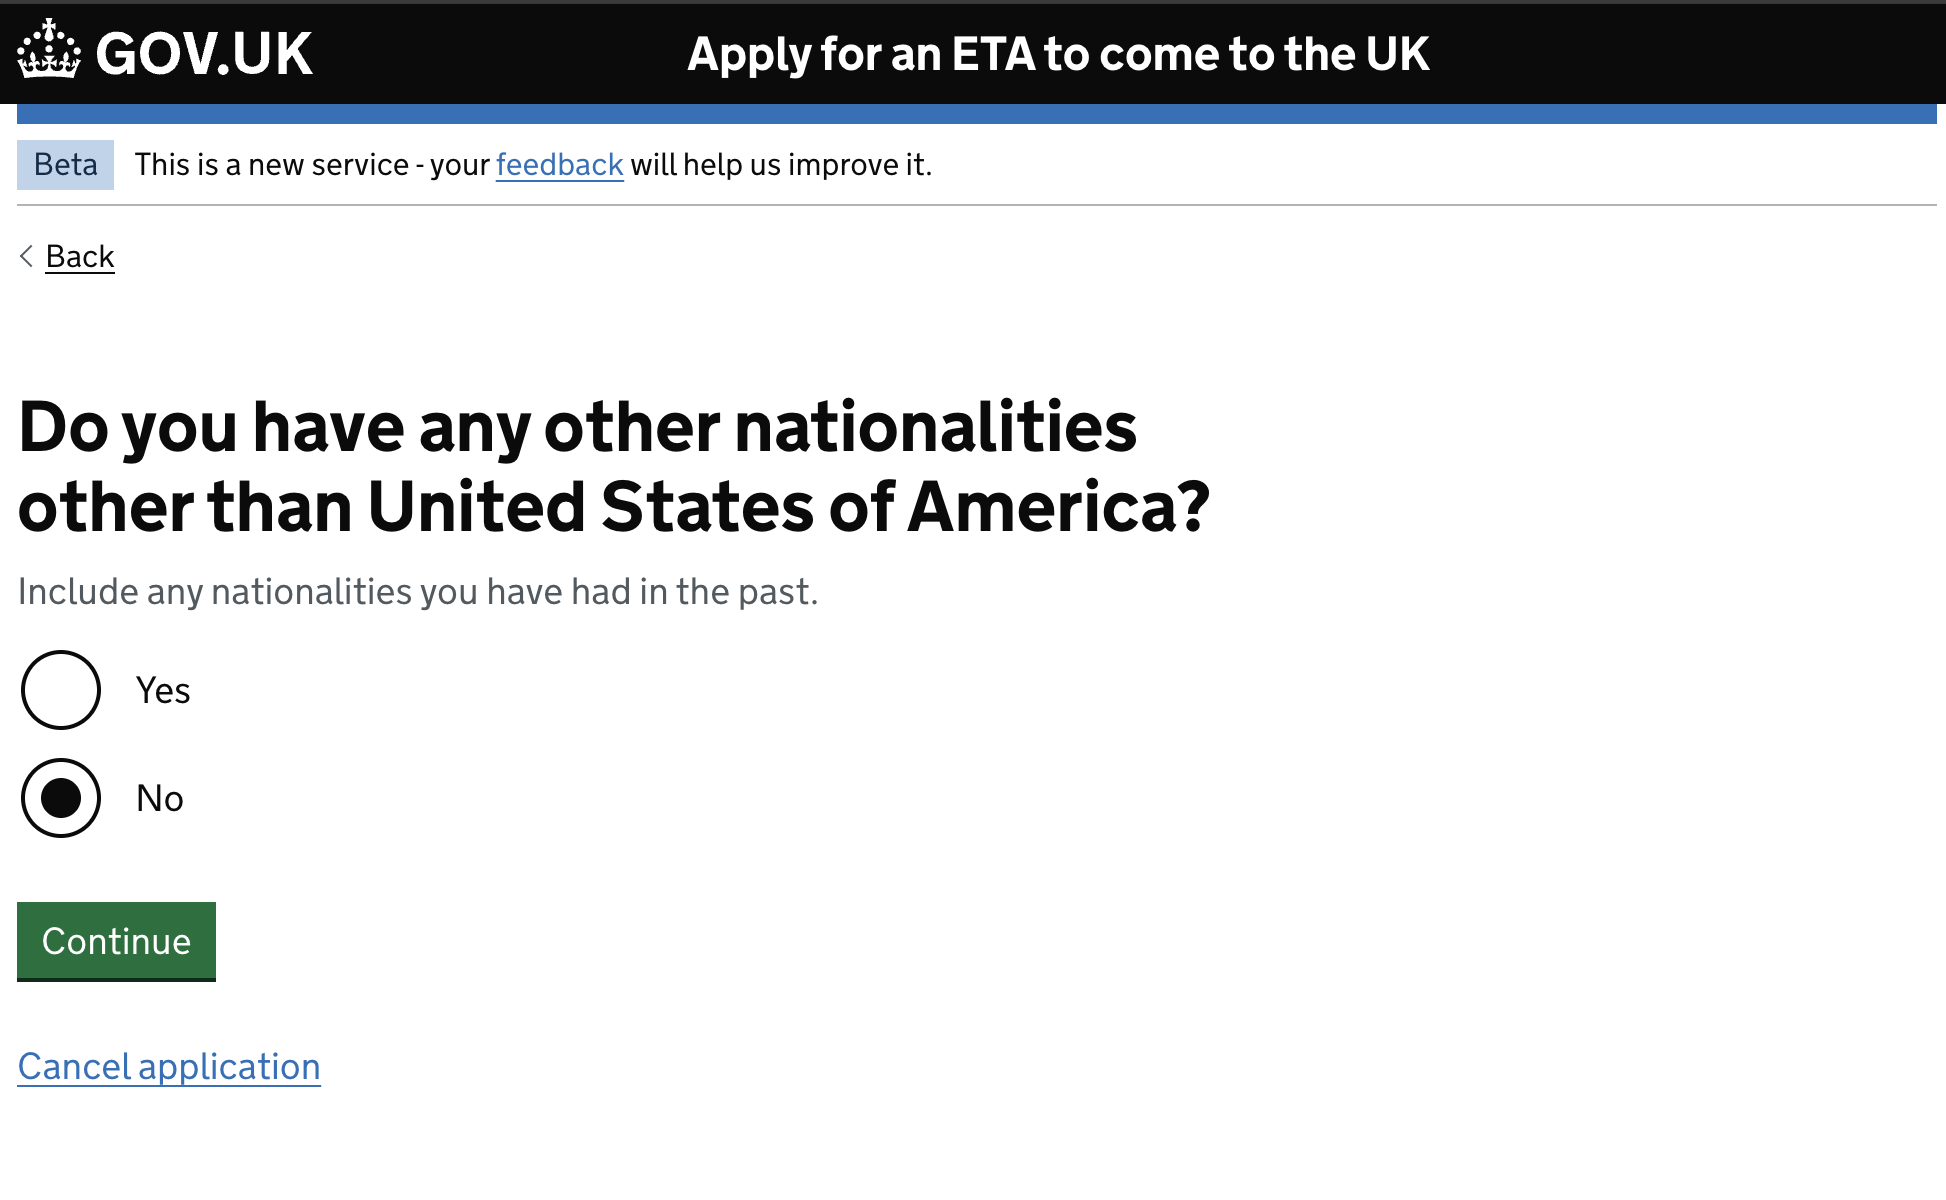 GOV.UK
Apply for an ETA to come to the UK
Beta
This is a new service - your feedback will help us improve it.
Back
Do you have any other nationalities
other than United States of America?
Include any nationalities you have had in the past.
Yes
No
Continue
Cancel application